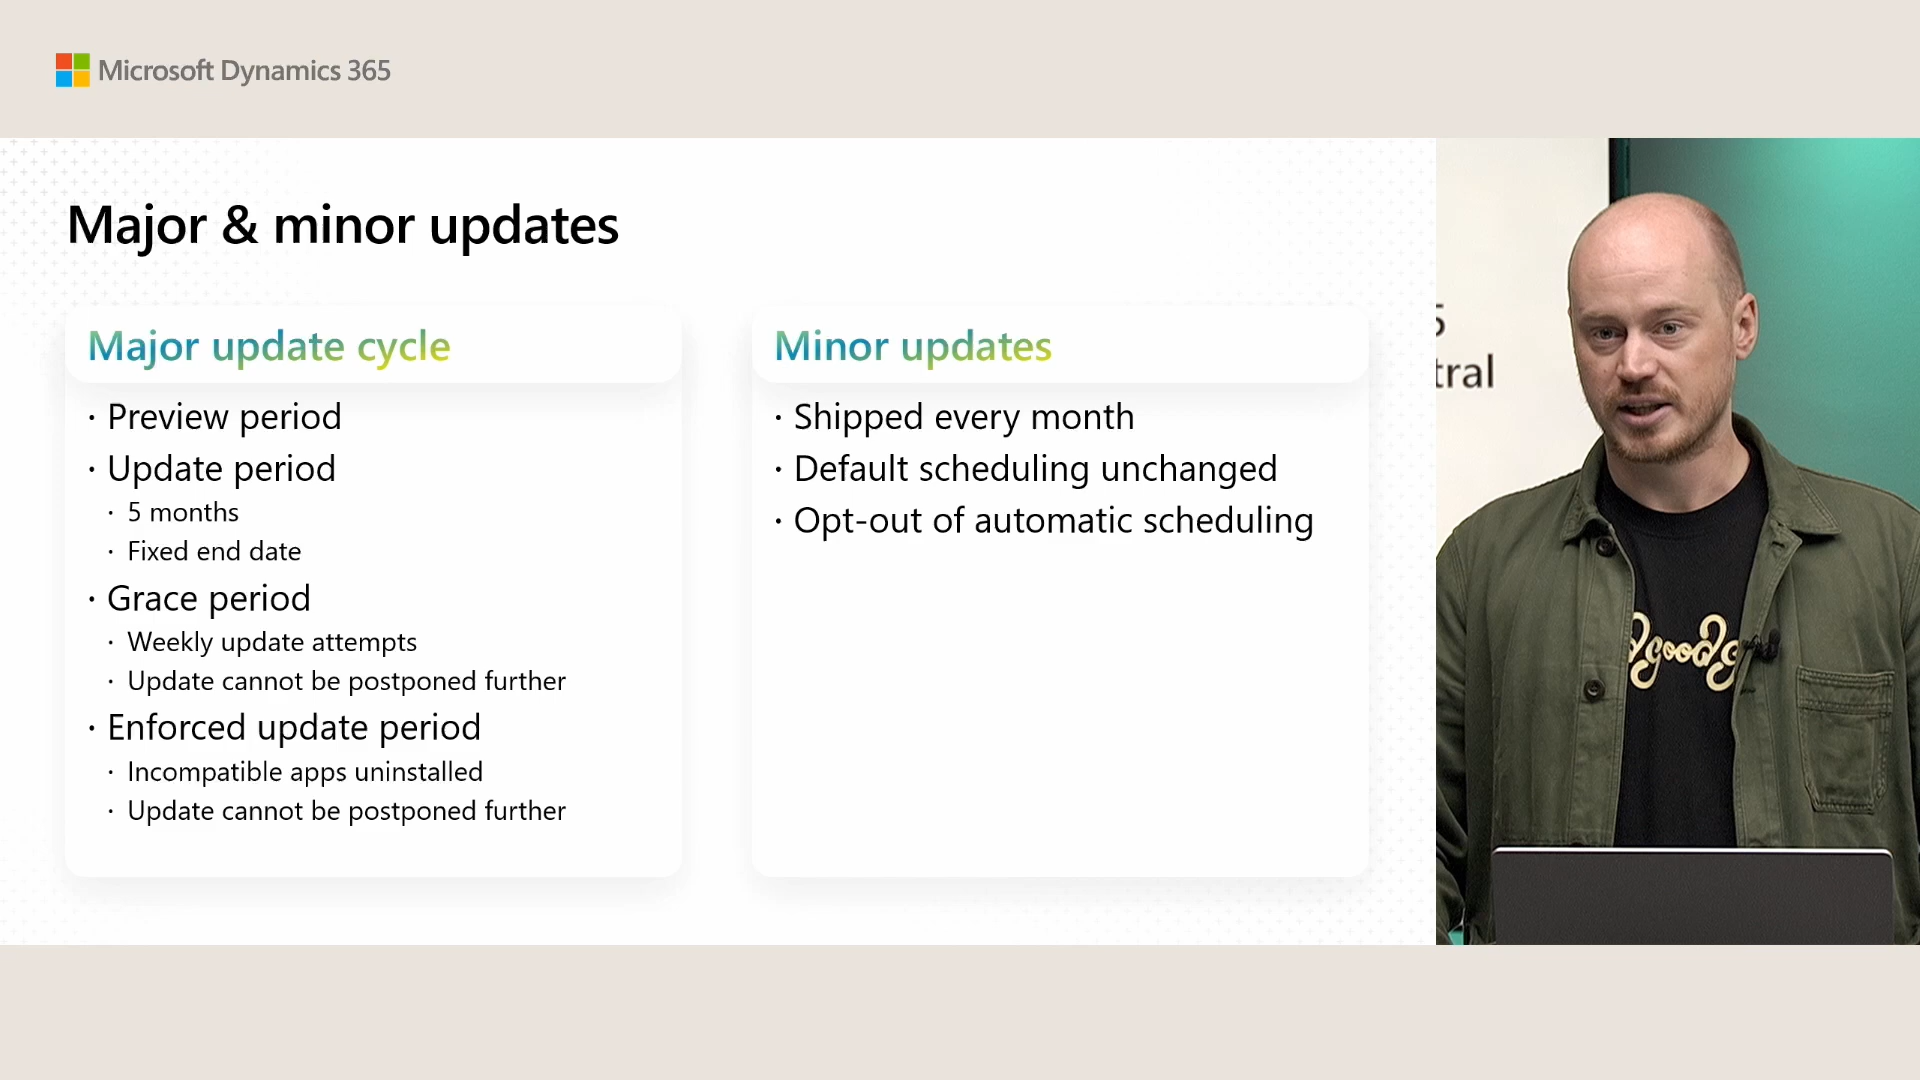 Microsoft Dynamics 365
Major & minor updates
Major update cycle
· Preview period
· Update period
· 5 months
· Fixed end date
· Grace period
· Weekly update attempts
· Update cannot be postponed further
· Enforced update period
· Incompatible apps uninstalled
· Update cannot be postponed further
Minor updates
· Shipped every month
· Default scheduling unchanged
· Opt-out of automatic scheduling
5
tral